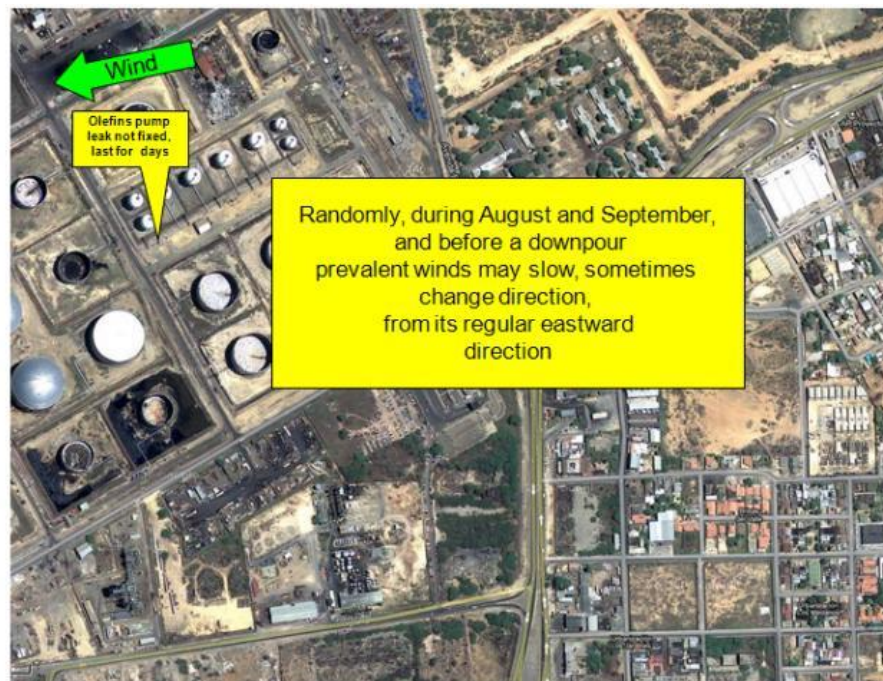 Wind
Olefins pump
leak not fixed,
last for days
Randomly, during August and September,
and before a downpour
prevalent winds may slow, sometimes
change direction,
from its regular eastward
direction